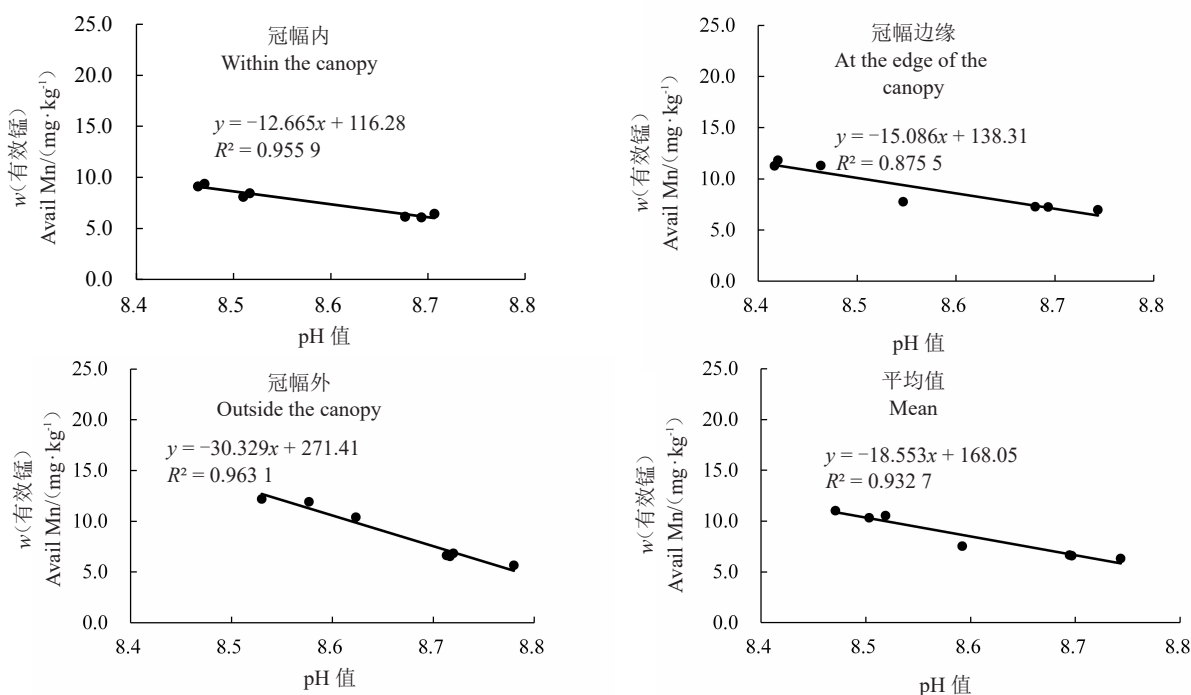 25.0
20.0
15.0
10.0
5.0
0.0
w(有效锰)
Avail Mn/(mg·kg⁻¹)
冠幅内
Within the canopy
y = −12.665x + 116.28
R² = 0.955 9
8.4 8.5 8.6 8.7 8.8
pH 值
25.0
20.0
15.0
10.0
5.0
0.0
w(有效锰)
Avail Mn/(mg·kg⁻¹)
冠幅边缘
At the edge of the
canopy
y = −15.086x + 138.31
R² = 0.875 5
8.4 8.5 8.6 8.7 8.8
pH 值
25.0
20.0
15.0
10.0
5.0
0.0
w(有效锰)
Avail Mn/(mg·kg⁻¹)
冠幅外
Outside the canopy
y = −30.329x + 271.41
R² = 0.963 1
8.4 8.5 8.6 8.7 8.8
pH 值
25.0
20.0
15.0
10.0
5.0
0.0
w(有效锰)
Avail Mn/(mg·kg⁻¹)
平均值
Mean
y = −18.553x + 168.05
R² = 0.932 7
8.4 8.5 8.6 8.7 8.8
pH 值